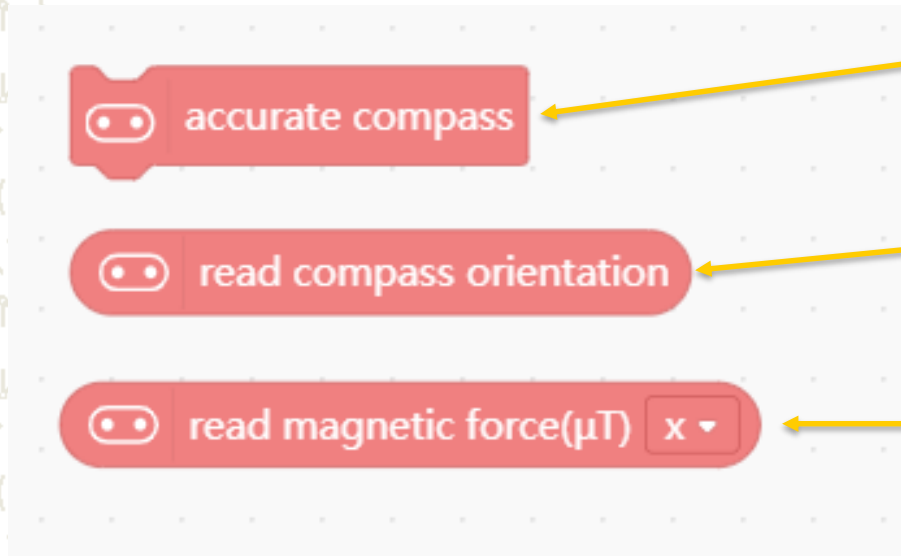 accurate compass
read compass orientation
read magnetic force(μT) x